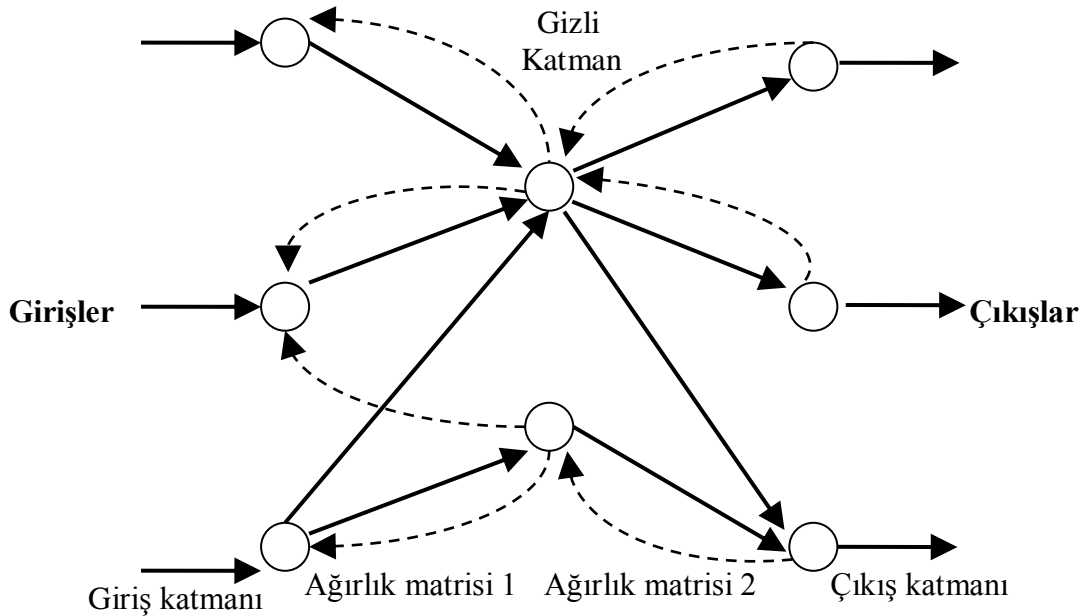 Gizli
Katman
Girişler
Çıkışlar
Giriş katmanı
Ağırlık matrisi 1
Ağırlık matrisi 2
Çıkış katmanı